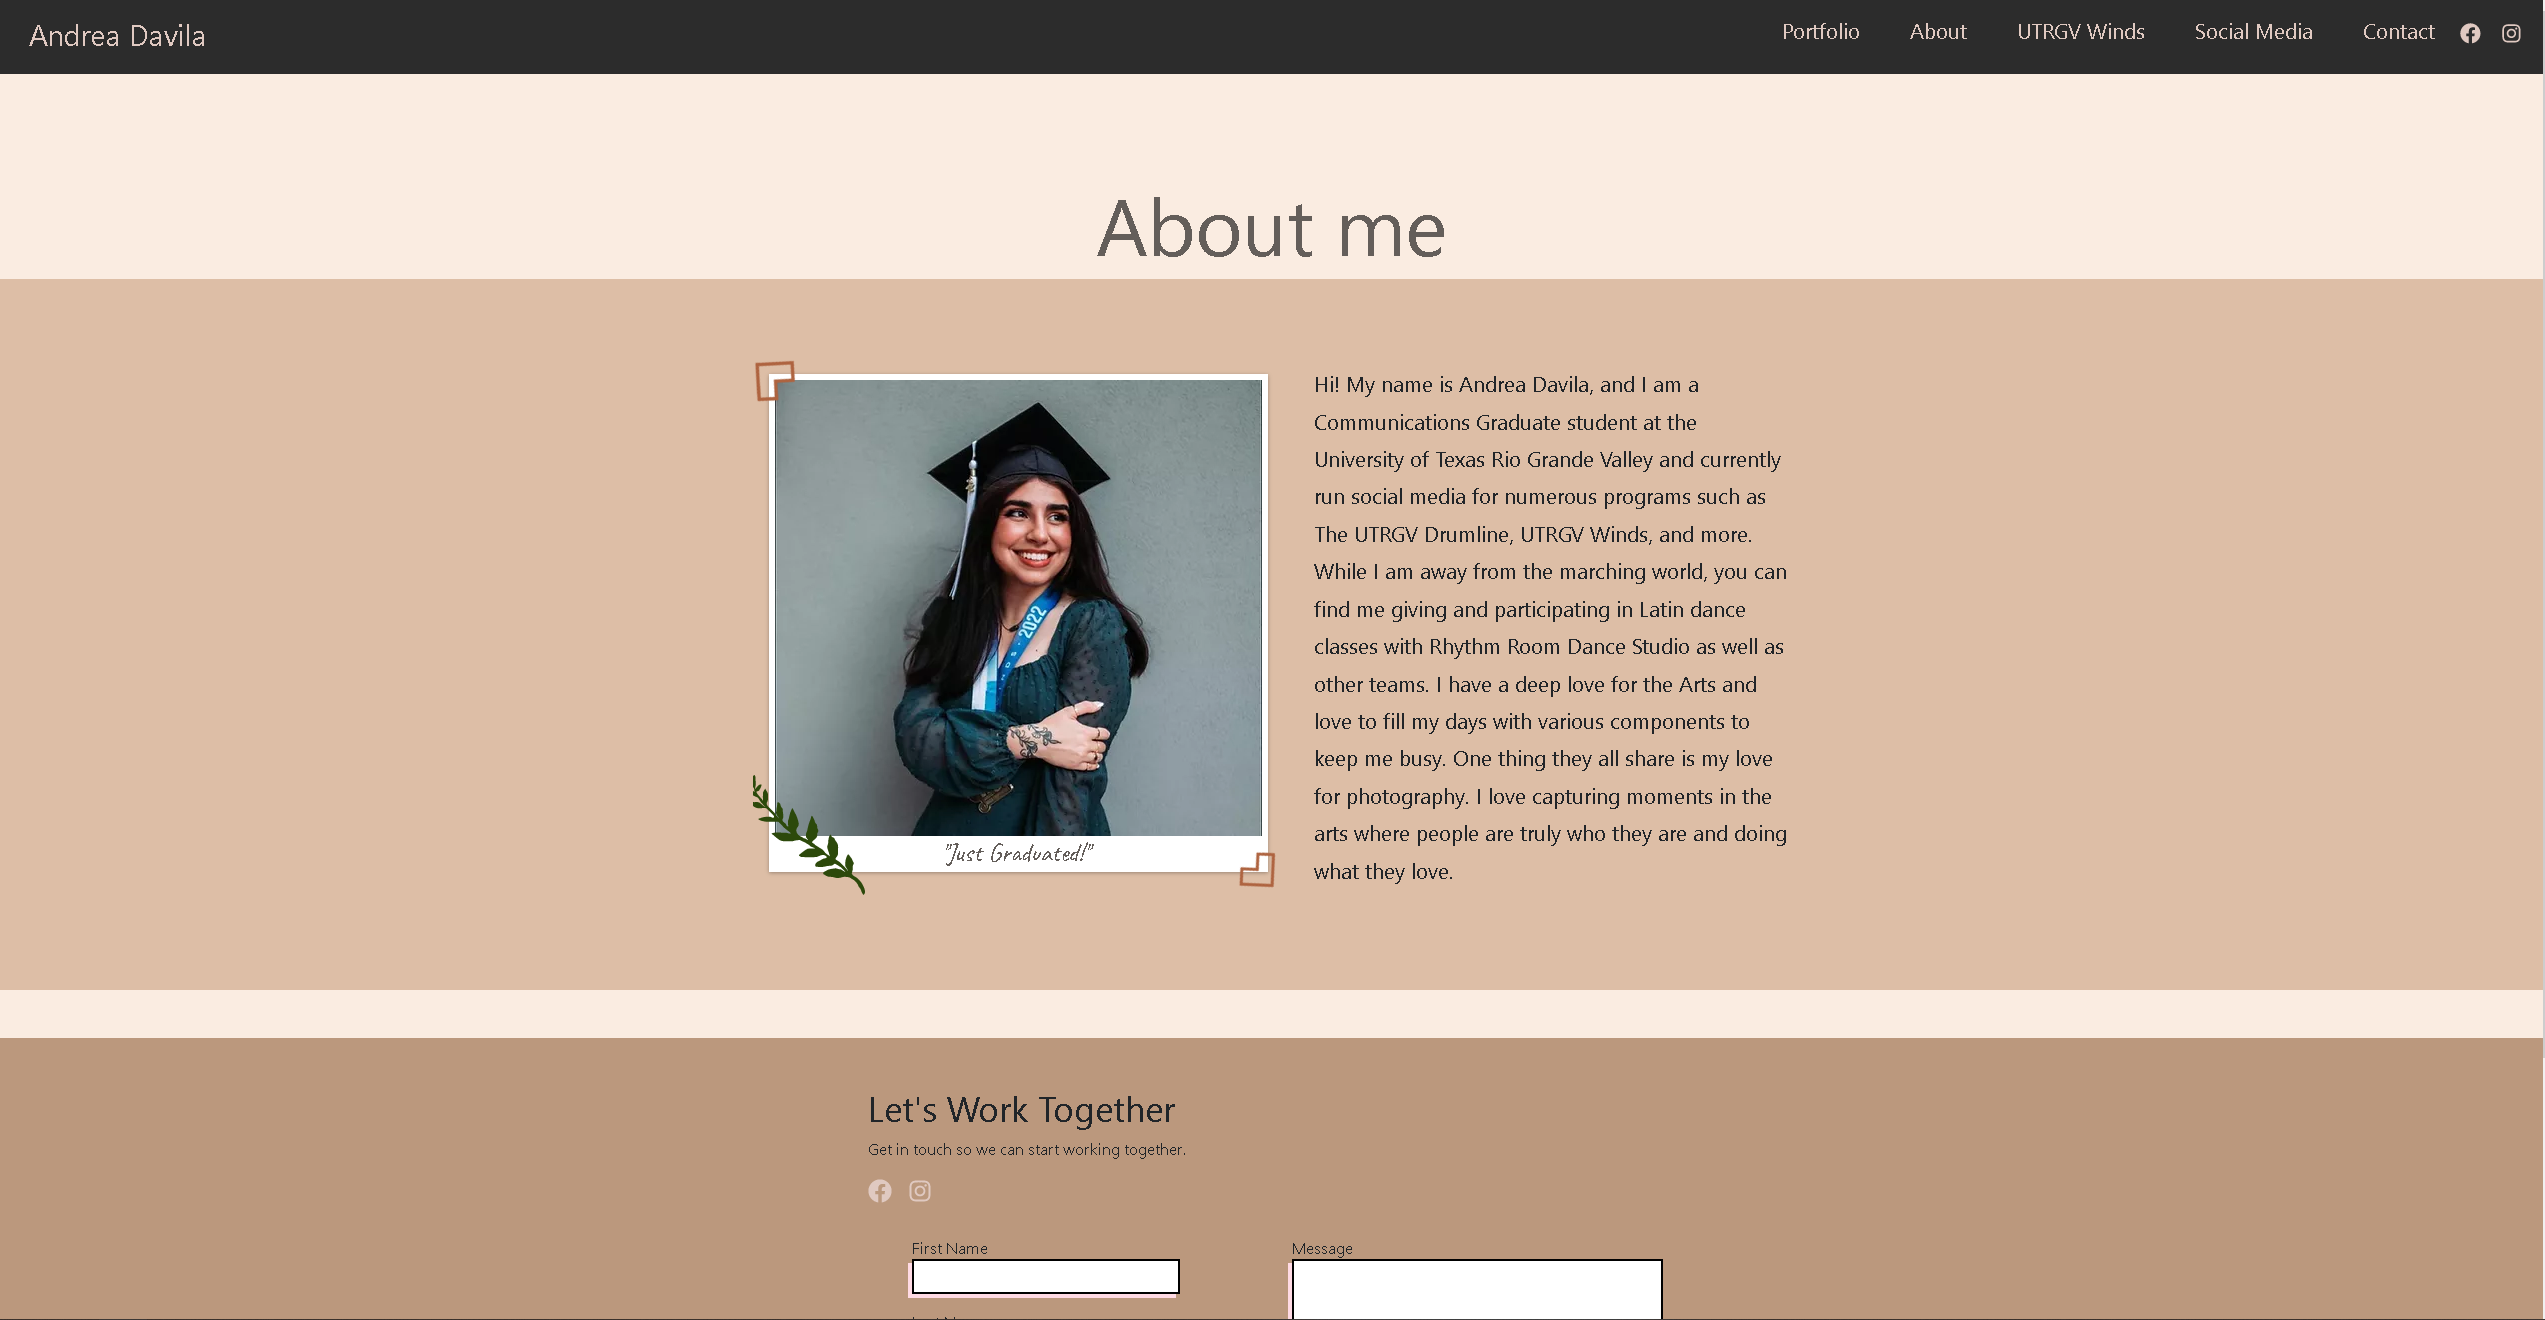 Andrea Davila
Portfolio About UTRGV Winds Social Media Contact
About me
2022
"Just Graduated!"
Hi! My name is Andrea Davila, and I am a
Communications Graduate student at the
University of Texas Rio Grande Valley and currently
run social media for numerous programs such as
The UTRGV Drumline, UTRGV Winds, and more.
While I am away from the marching world, you can
find me giving and participating in Latin dance
classes with Rhythm Room Dance Studio as well as
other teams. I have a deep love for the Arts and
love to fill my days with various components to
keep me busy. One thing they all share is my love
for photography. I love capturing moments in the
arts where people are truly who they are and doing
what they love.
Let's Work Together
Get in touch so we can start working together.
First Name
Message